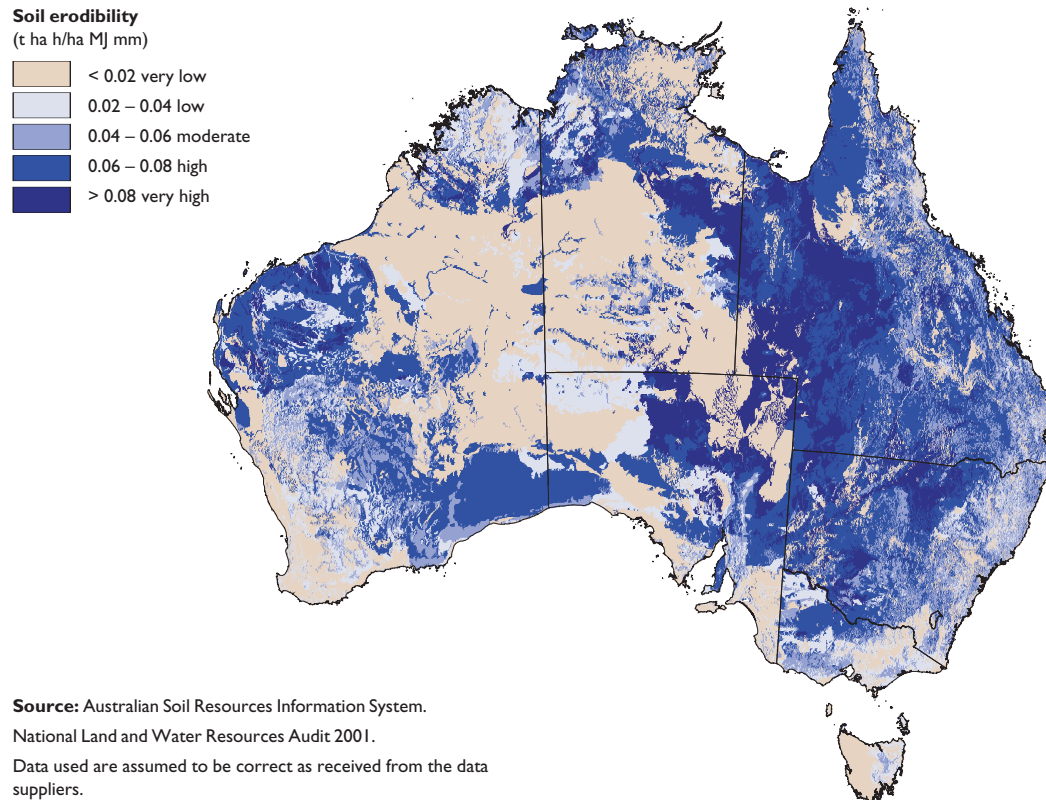 Soil erodibility
(t ha h/ha MJ mm)
< 0.02 very low
0.02 – 0.04 low
0.04 – 0.06 moderate
0.06 – 0.08 high
> 0.08 very high
Source: Australian Soil Resources Information System.
National Land and Water Resources Audit 2001.
Data used are assumed to be correct as received from the data
suppliers.